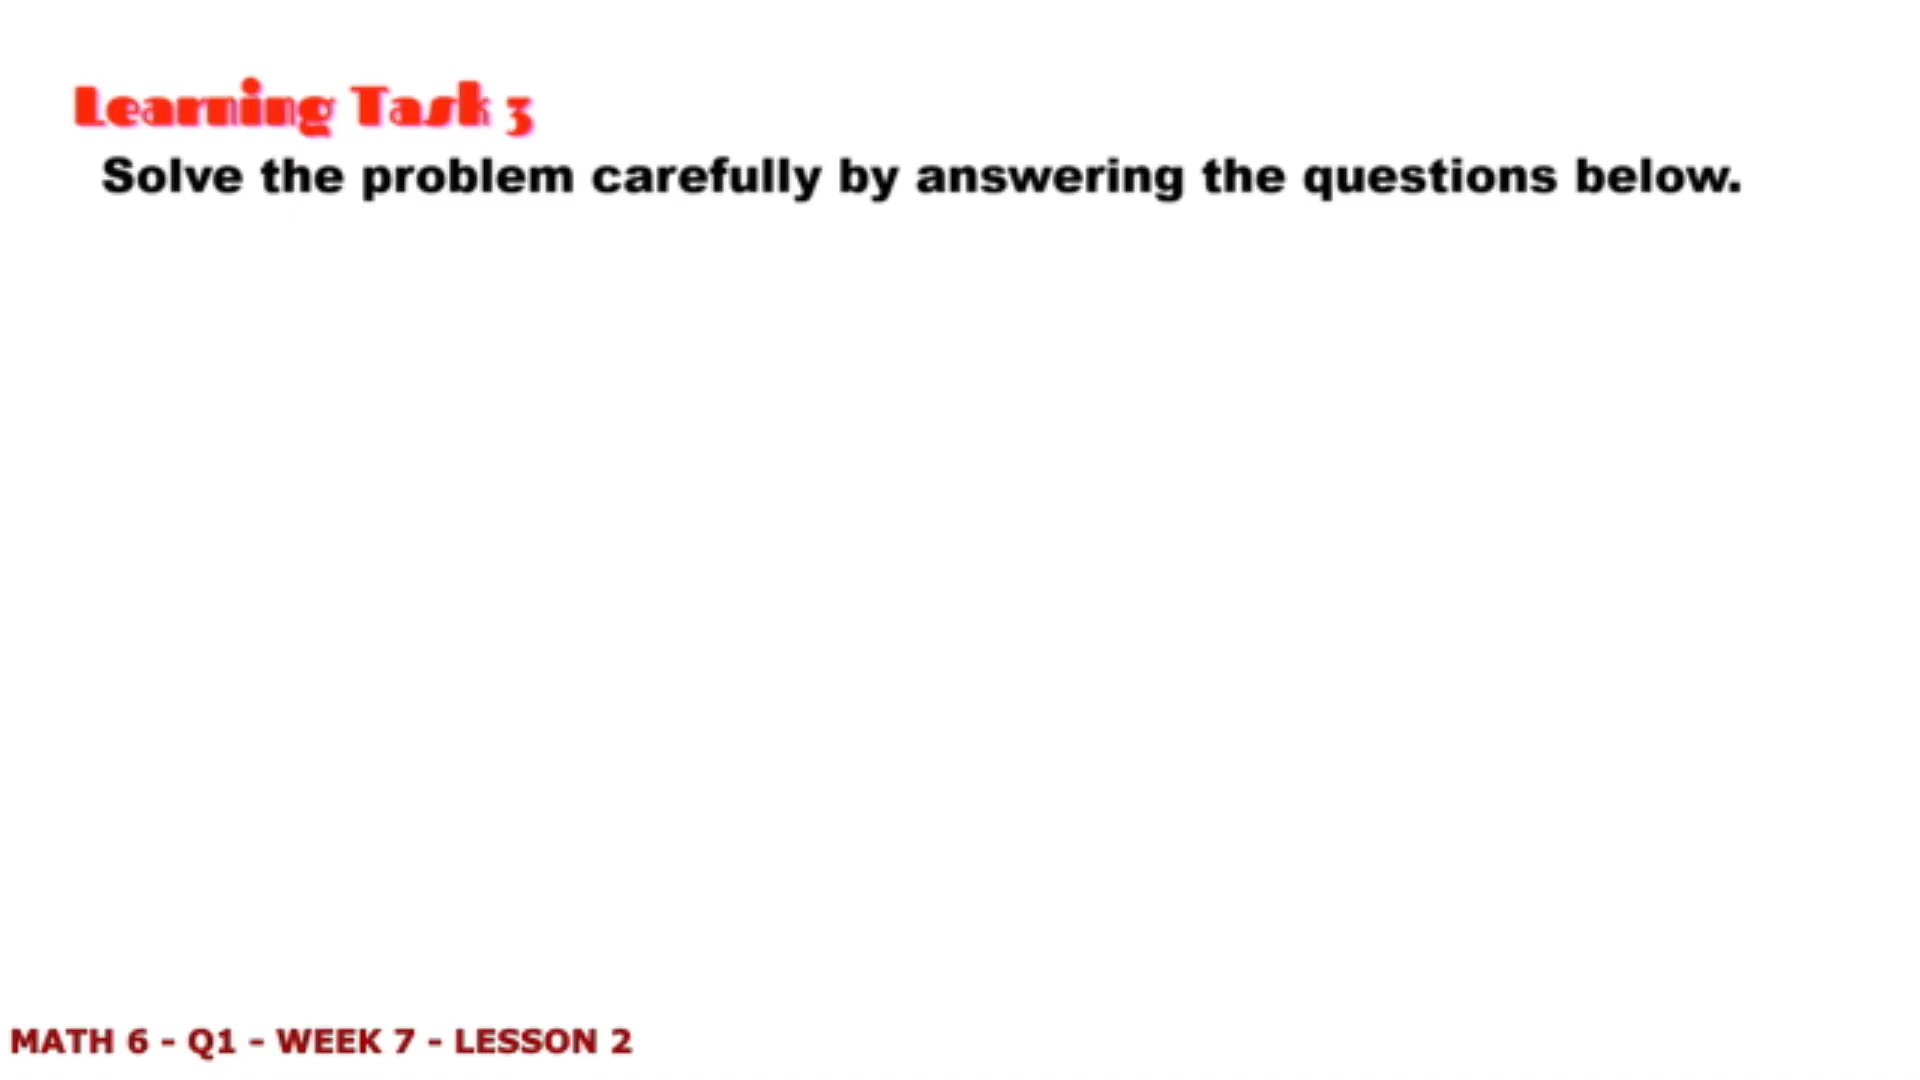 Learning Task 3
Solve the problem carefully by answering the questions below.
MATH 6 - Q1 - WEEK 7 - LESSON 2